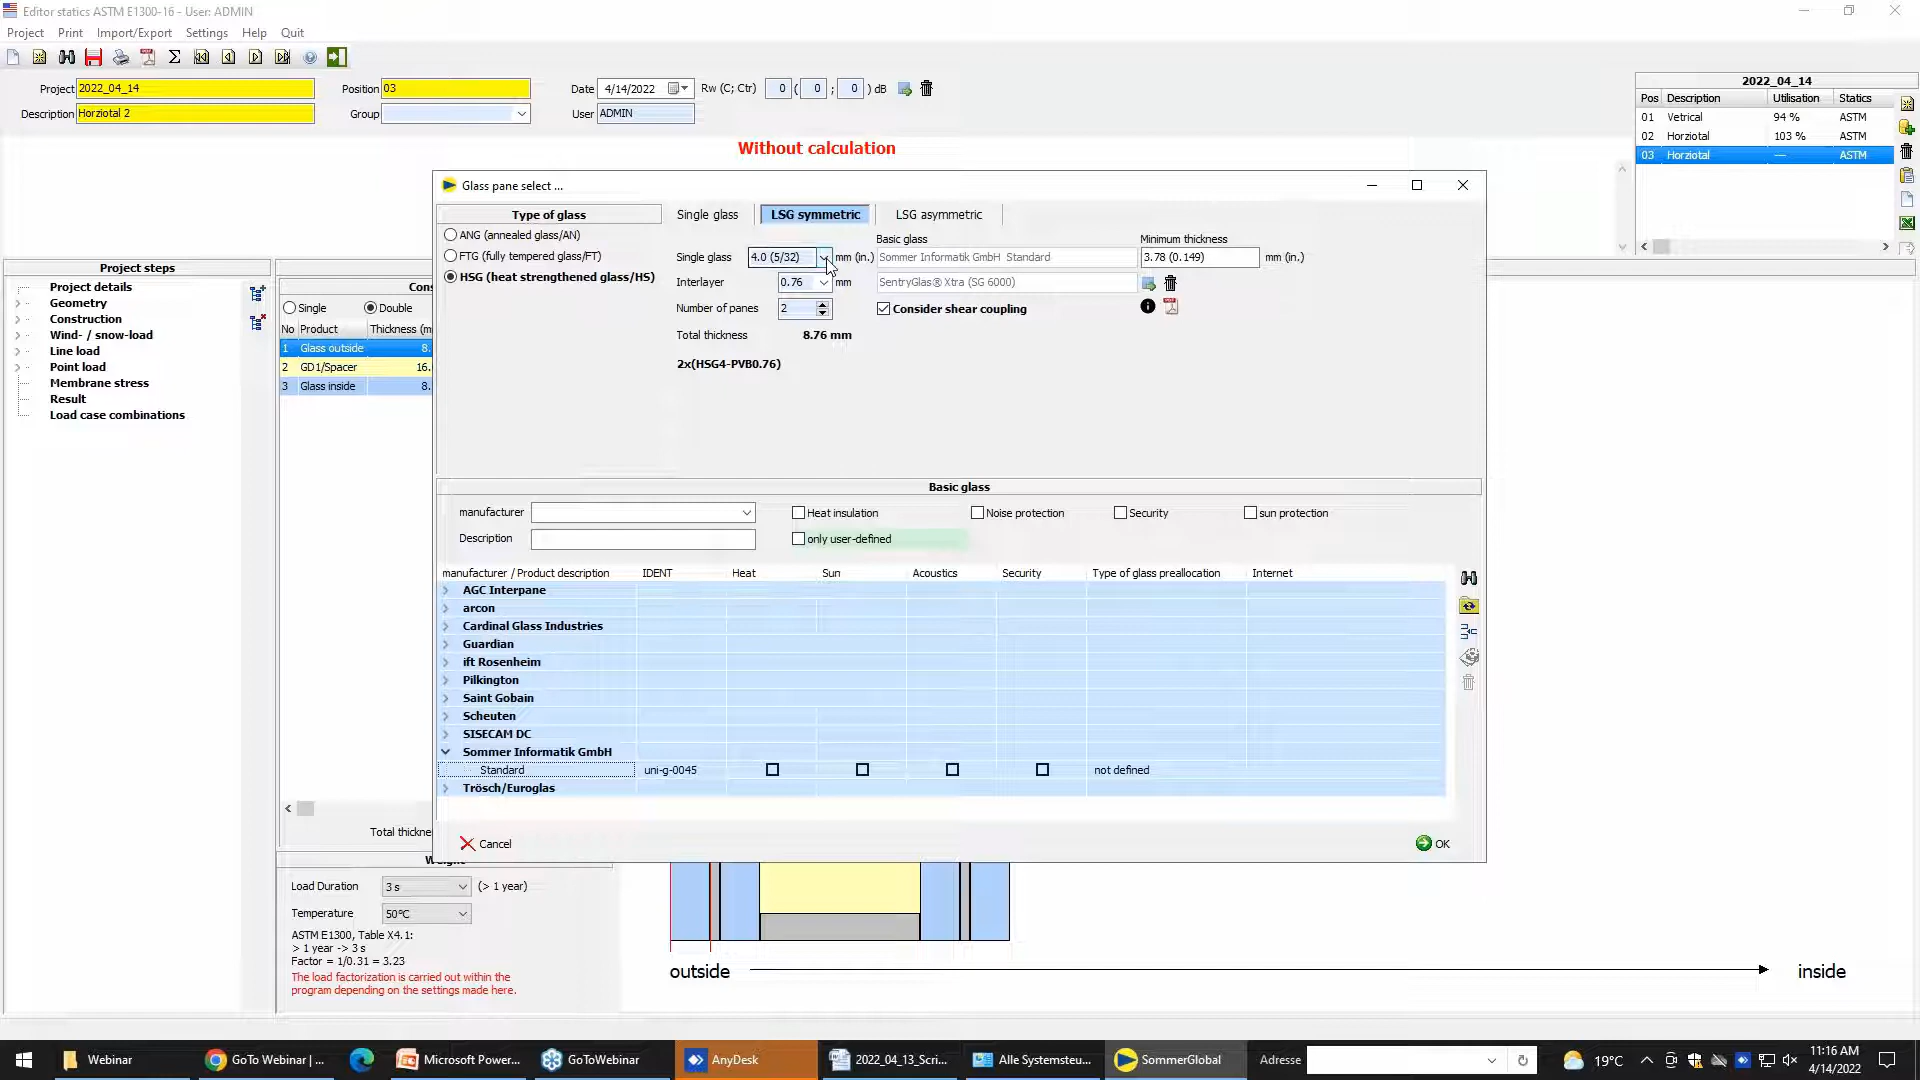 Editor statics ASTM E1300-16 - User: ADMIN
Project Print Import/Export Settings Help Quit
Project 2022_04_14 Position 03 Date 4/14/2022 Rw (C; Ctr) 0 ( 0 ; 0 ) dB
Description Horziotal 2 Group User ADMIN
Without calculation
2022_04_14
Pos Description Utilisation Statics
01 Vetrical 94 % ASTM
02 Horziotal 103 % ASTM
03 Horziotal --- ASTM
Project steps
Project details
Geometry
Construction
Wind- / snow-load
Line load
Point load
Membrane stress
Result
Load case combinations
Single Double
No Product Thickness
1 Glass outside 8.
2 GD1/Spacer 16.
3 Glass inside 8.
Load Duration 3 s (> 1 year)
Temperature 50°C
ASTM E1300, Table X4.1:
> 1 year -> 3 s
Factor = 1/0.31 = 3.23
The load factorization is carried out within the
program depending on the settings made here.
Glass pane select ...
Type of glass
ANG (annealed glass/AN)
FTG (fully tempered glass/FT)
HSG (heat strengthened glass/HS)
Single glass LSG symmetric LSG asymmetric
Basic glass Minimum thickness
Single glass 4.0 (5/32) mm (in.) Sommer Informatik GmbH Standard 3.78 (0.149) mm (in.)
Interlayer 0.76 mm SentryGlas® Xtra (SG 6000)
Number of panes 2 Consider shear coupling
Total thickness 8.76 mm
2x(HSG4-PVB0.76)
Basic glass
manufacturer Heat insulation Noise protection Security sun protection
Description only user-defined
manufacturer / Product description IDENT Heat Sun Acoustics Security Type of glass preallocation Internet
AGC Interpane
arcon
Cardinal Glass Industries
Guardian
ift Rosenheim
Pilkington
Saint Gobain
Scheuten
SISECAM DC
Sommer Informatik GmbH
Standard uni-g-0045 not defined
Trösch/Euroglas
Cancel OK
outside inside
Webinar GoTo Webinar | ... Microsoft Power... GoToWebinar AnyDesk 2022_04_13_Scri... Alle Systemsteu... SommerGlobal Adresse 19°C 11:16 AM
4/14/2022